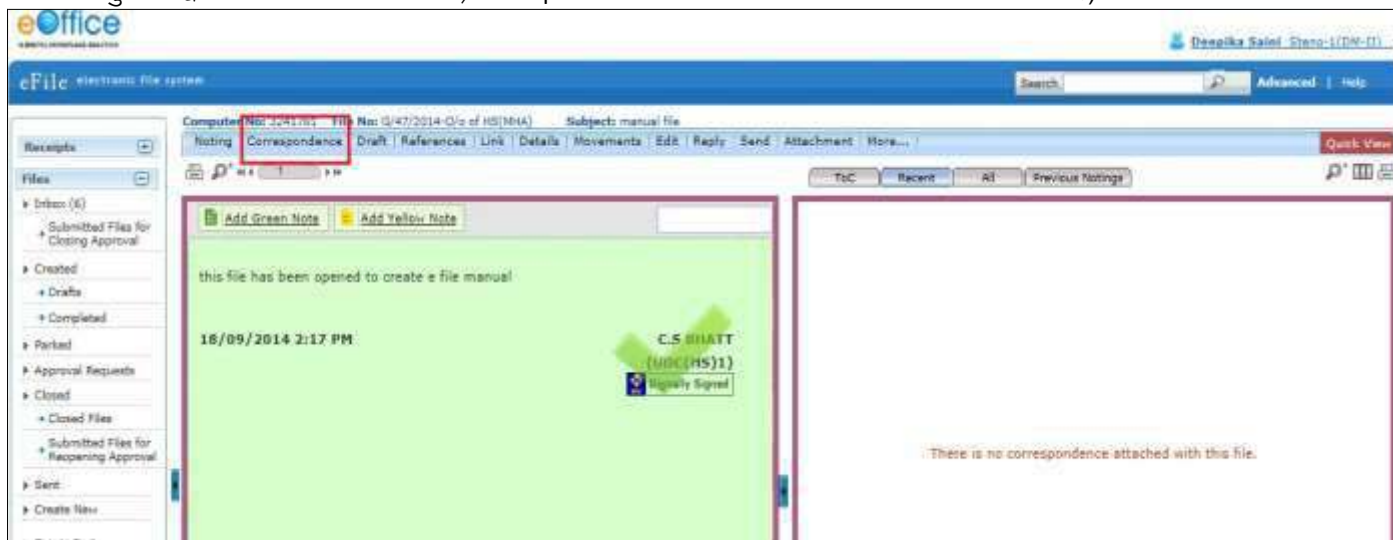 eOffice
Deepika Saini Steno-1(DM-II)
eFile electronic file system
Search
Advanced | Help
Computer No: 3241701 File No: G/47/2014-O/o of HS(MHA) Subject: manual file
Noting Correspondence Draft References Link Details Movements Edit Reply Send Attachment More...
Quick View
1
ToC Recent All Previous Notings
Receipts
Files
Inbox (6)
Submitted Files for
Closing Approval
Created
Drafts
Completed
Parked
Approval Requests
Closed
Closed Files
Submitted Files for
Reopening Approval
Sent
Create New
Add Green Note Add Yellow Note
this file has been opened to create e file manual
18/09/2014 2:17 PM
C.S BHATT
(UDC(HS)1)
Digitally Signed
There is no correspondence attached with this file.